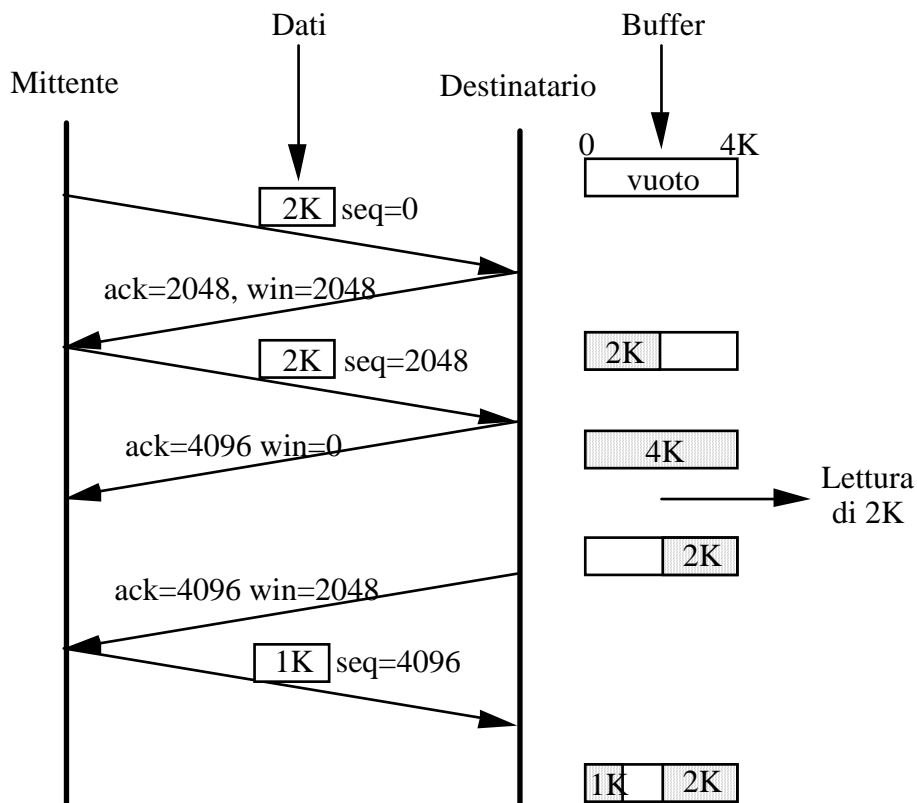 Dati
Buffer
Mittente
Destinatario
0
4K
vuoto
2K
seq=0
ack=2048, win=2048
2K
2K
seq=2048
ack=4096 win=0
4K
Lettura
di 2K
2K
ack=4096 win=2048
1K
seq=4096
1K
2K